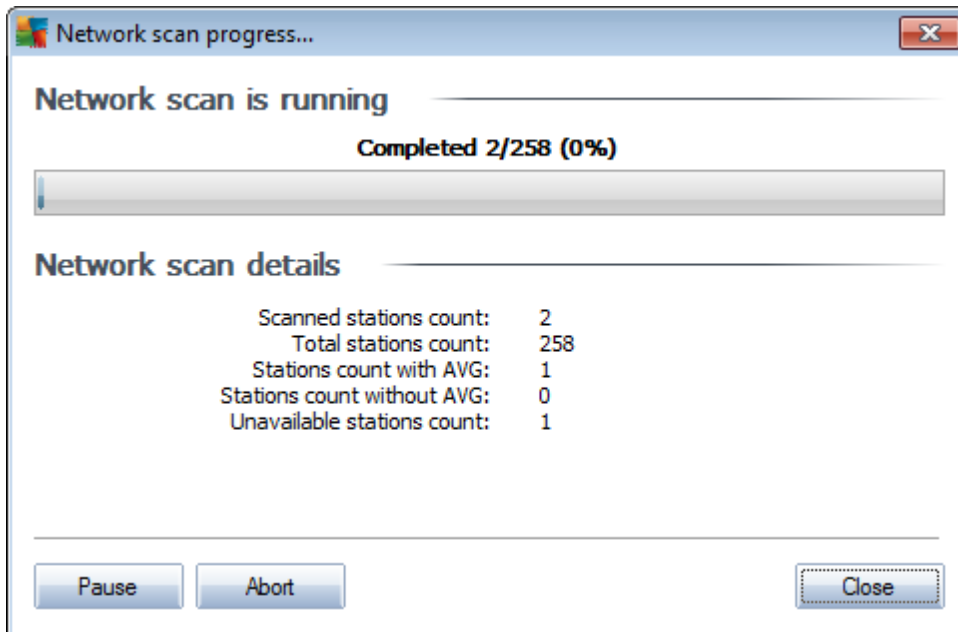 Network scan progress...
Network scan is running
Completed 2/258 (0%)
Network scan details
Scanned stations count: 2
Total stations count: 258
Stations count with AVG: 1
Stations count without AVG: 0
Unavailable stations count: 1
Pause Abort Close